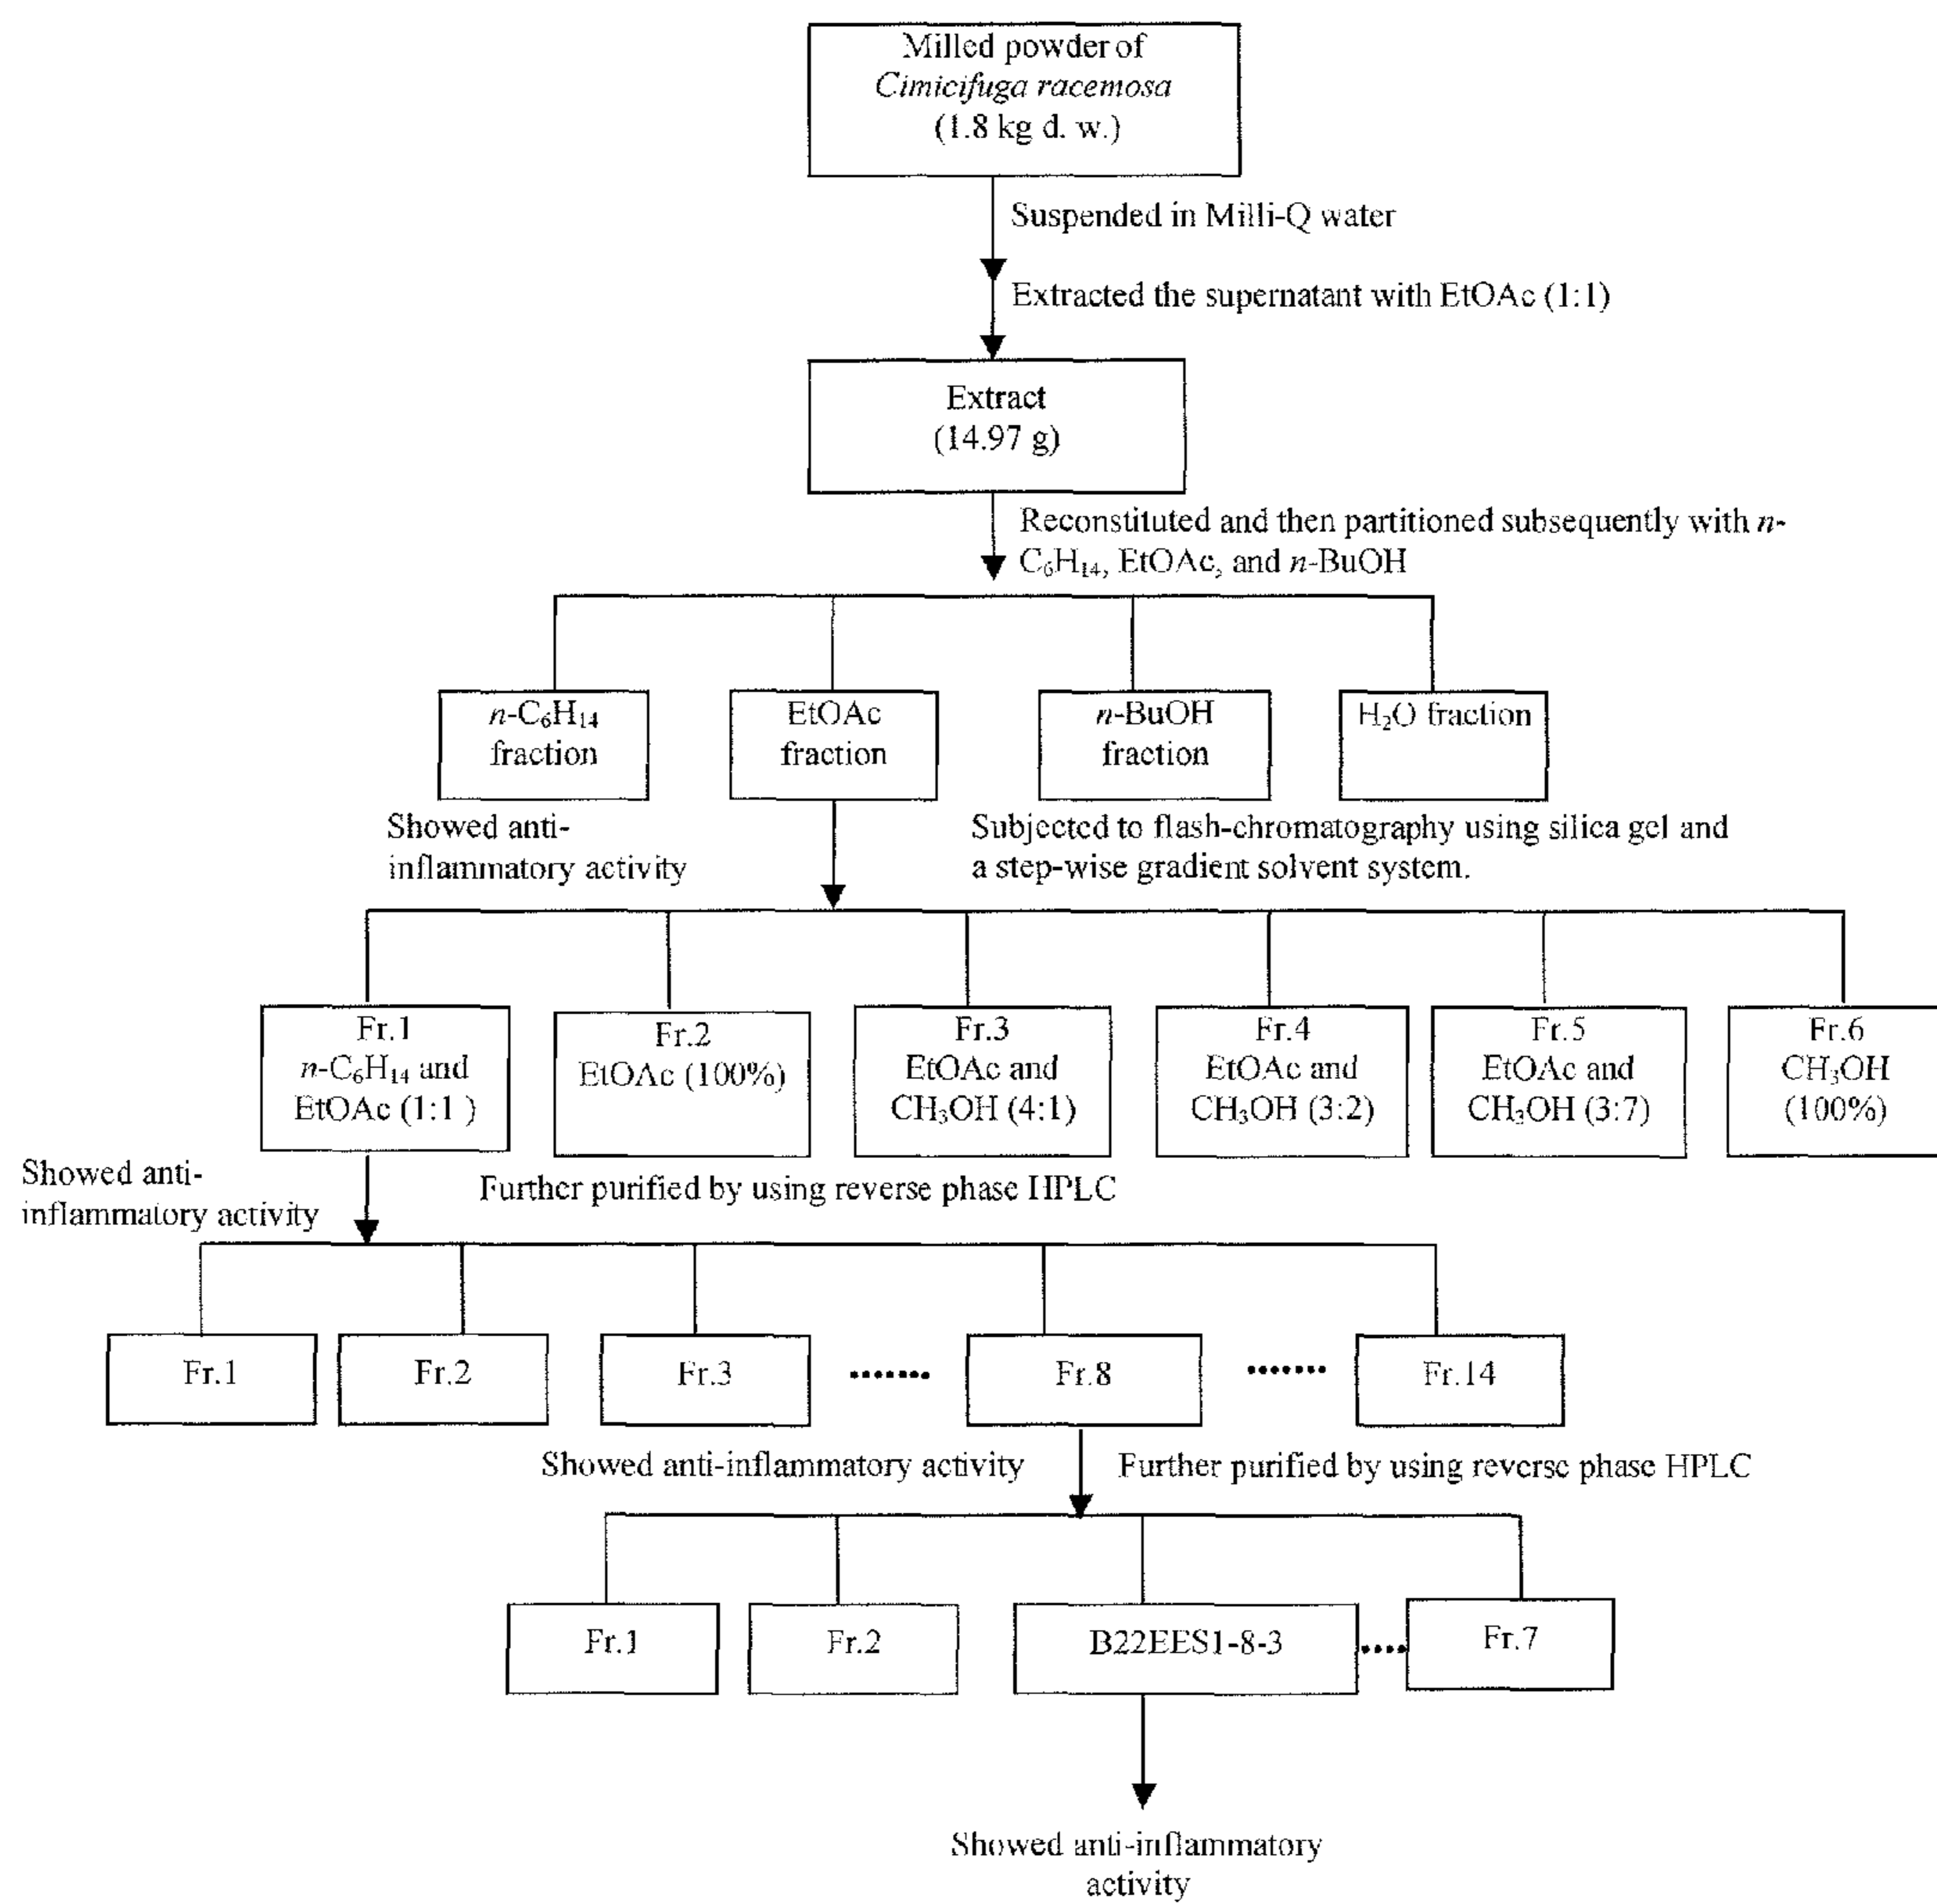 Milled powder of
Cimicifuga racemosa
(1.8 kg d. w.)
Suspended in Milli-Q water
Extracted the supernatant with EtOAc (1:1)
Extract
(14.97 g)
Reconstituted and then partitioned subsequently with n-
C₆H₁₄, EtOAc, and n-BuOH
n-C₆H₁₄
fraction
EtOAc
fraction
n-BuOH
fraction
H₂O fraction
Showed anti-
inflammatory activity
Subjected to flash-chromatography using silica gel and
a step-wise gradient solvent system.
Fr.1
n-C₆H₁₄ and
EtOAc (1:1 )
Fr.2
EtOAc (100%)
Fr.3
EtOAc and
CH₃OH (4:1)
Fr.4
EtOAc and
CH₃OH (3:2)
Fr.5
EtOAc and
CH₃OH (3:7)
Fr.6
CH₃OH
(100%)
Showed anti-
inflammatory activity
Further purified by using reverse phase HPLC
Fr.1
Fr.2
Fr.3
.......
Fr.8
.......
Fr.14
Showed anti-inflammatory activity
Further purified by using reverse phase HPLC
Fr.1
Fr.2
B22EES1-8-3
....
Fr.7
Showed anti-inflammatory
activity